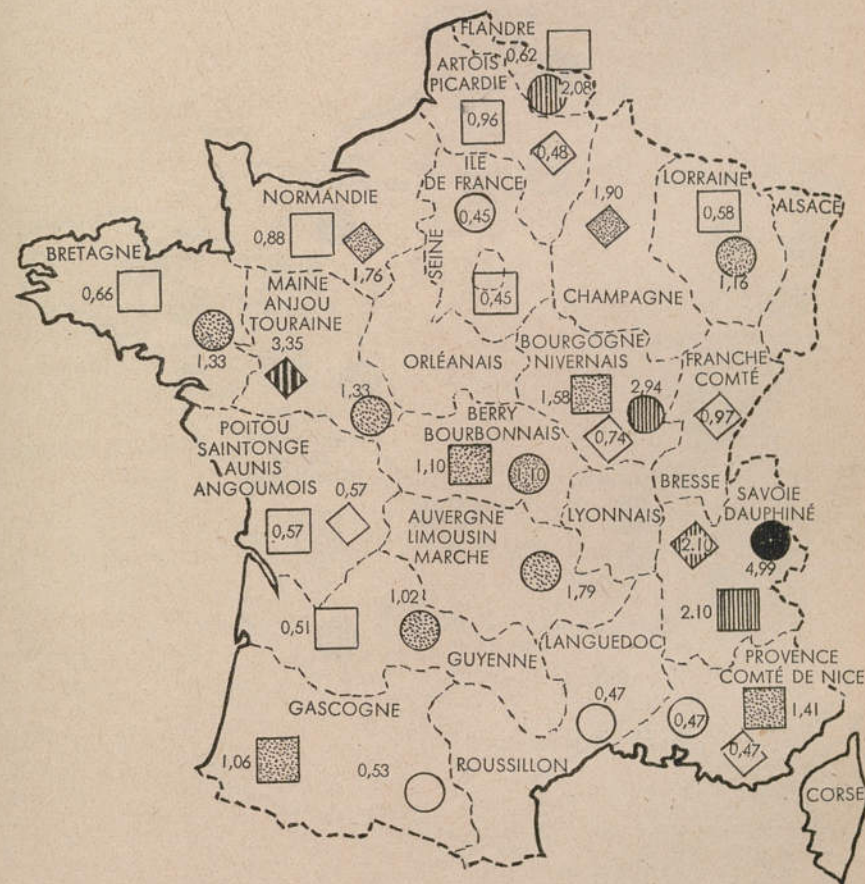 FLANDRE
0,62
ARTOIS
PICARDIE
2,08
0,96
0,48
ILE
DE FRANCE
0,45
SEINE
0,45
NORMANDIE
0,88
1,76
1,90
CHAMPAGNE
LORRAINE
0,58
1,16
ALSACE
BRETAGNE
0,66
1,33
MAINE
ANJOU
TOURAINE
3,35
1,33
ORLÉANAIS
BOURGOGNE
NIVERNAIS
1,58
2,94
0,74
FRANCHE
COMTÉ
0,97
BERRY
BOURBONNAIS
1,10
1,10
POITOU
SAINTONGE
AUNIS
ANGOUMOIS
0,57
0,57
BRESSE
LYONNAIS
SAVOIE
DAUPHINÉ
2.10
4,99
2.10
AUVERGNE
LIMOUSIN
MARCHE
1,79
1,02
0,51
GUYENNE
LANGUEDOC
0,47
PROVENCE
COMTÉ DE NICE
0,47
1,41
0,47
GASCOGNE
1,06
0,53
ROUSSILLON
CORSE